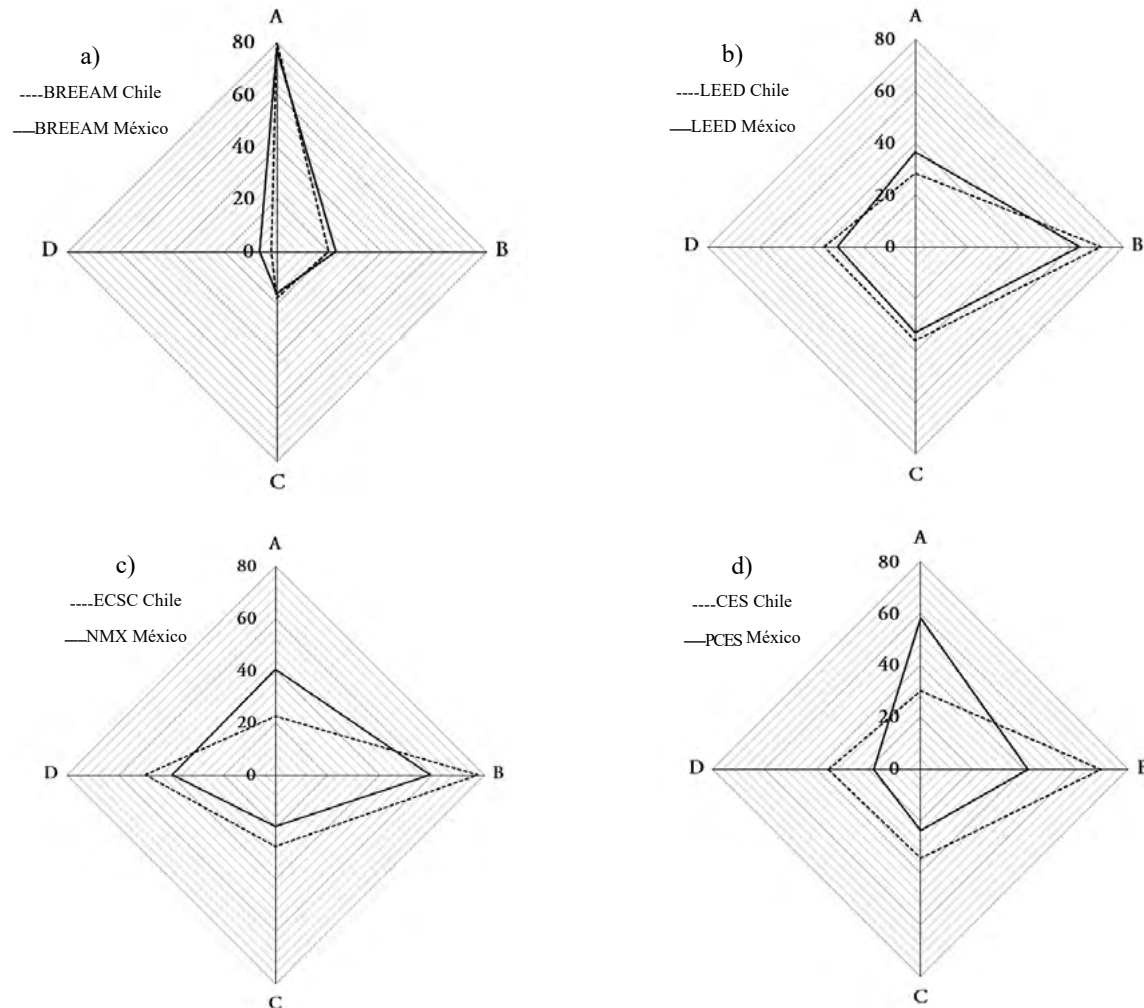 A
80
a)
----BREEAM Chile
60
BREEAM México
40
20
D
0
B
C
A
80
b)
----LEED Chile
60
LEED México
40
20
D
0
B
C
A
80
c)
----ECSC Chile
60
NMX México
40
20
D
0
B
C
A
80
d)
----CES Chile
60
PCES México
40
20
D
0
B
C